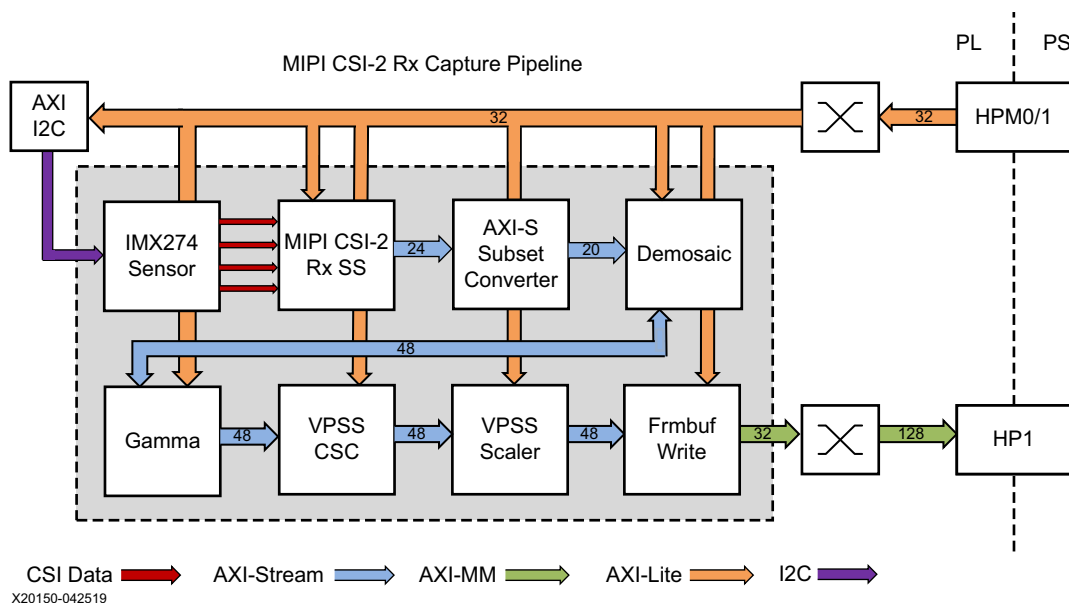 PL
PS
MIPI CSI-2 Rx Capture Pipeline
AXI
I2C
32
32
HPM0/1
IMX274
Sensor
MIPI CSI-2
Rx SS
24
AXI-S
Subset
Converter
20
Demosaic
48
Gamma
48
VPSS
CSC
48
VPSS
Scaler
48
Frmbuf
Write
32
128
HP1
CSI Data
AXI-Stream
AXI-MM
AXI-Lite
I2C
X20150-042519